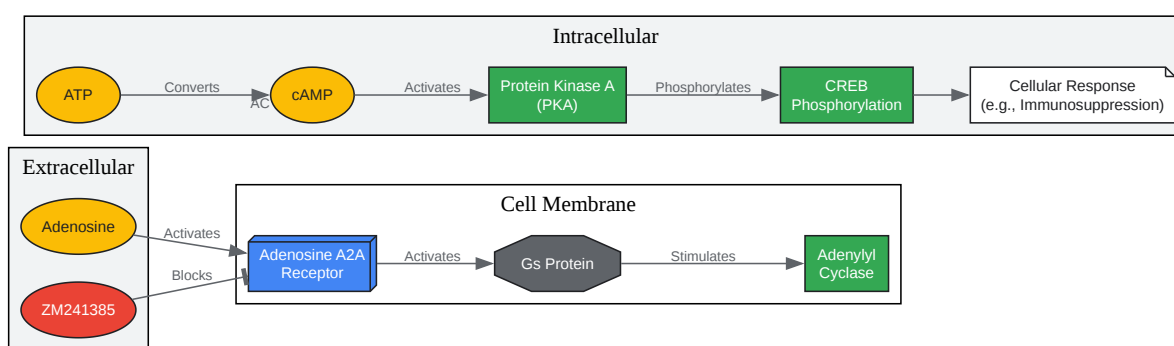 Intracellular
ATP
Converts
AC
cAMP
Activates
Protein Kinase A
(PKA)
Phosphorylates
CREB
Phosphorylation
Cellular Response
(e.g., Immunosuppression)
Extracellular
Adenosine
Activates
ZM241385
Blocks
Cell Membrane
Adenosine A2A
Receptor
Activates
Gs Protein
Stimulates
Adenylyl
Cyclase